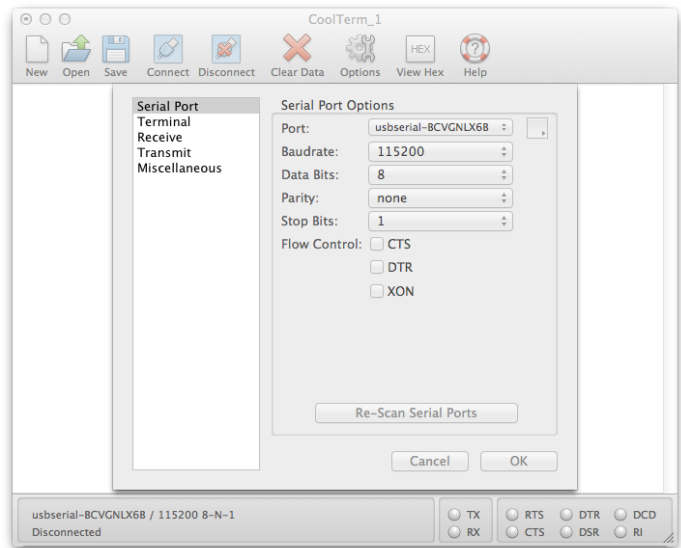 CoolTerm_1
New Open Save Connect Disconnect Clear Data Options View Hex Help
HEX
Serial Port
Terminal
Receive
Transmit
Miscellaneous
Serial Port Options
Port: usbserial-BCVGNLX6B
Baudrate: 115200
Data Bits: 8
Parity: none
Stop Bits: 1
Flow Control: CTS
DTR
XON
Re-Scan Serial Ports
Cancel OK
usbserial-BCVGNLX6B / 115200 8-N-1
Disconnected
TX RTS DTR DCD
RX CTS DSR RI